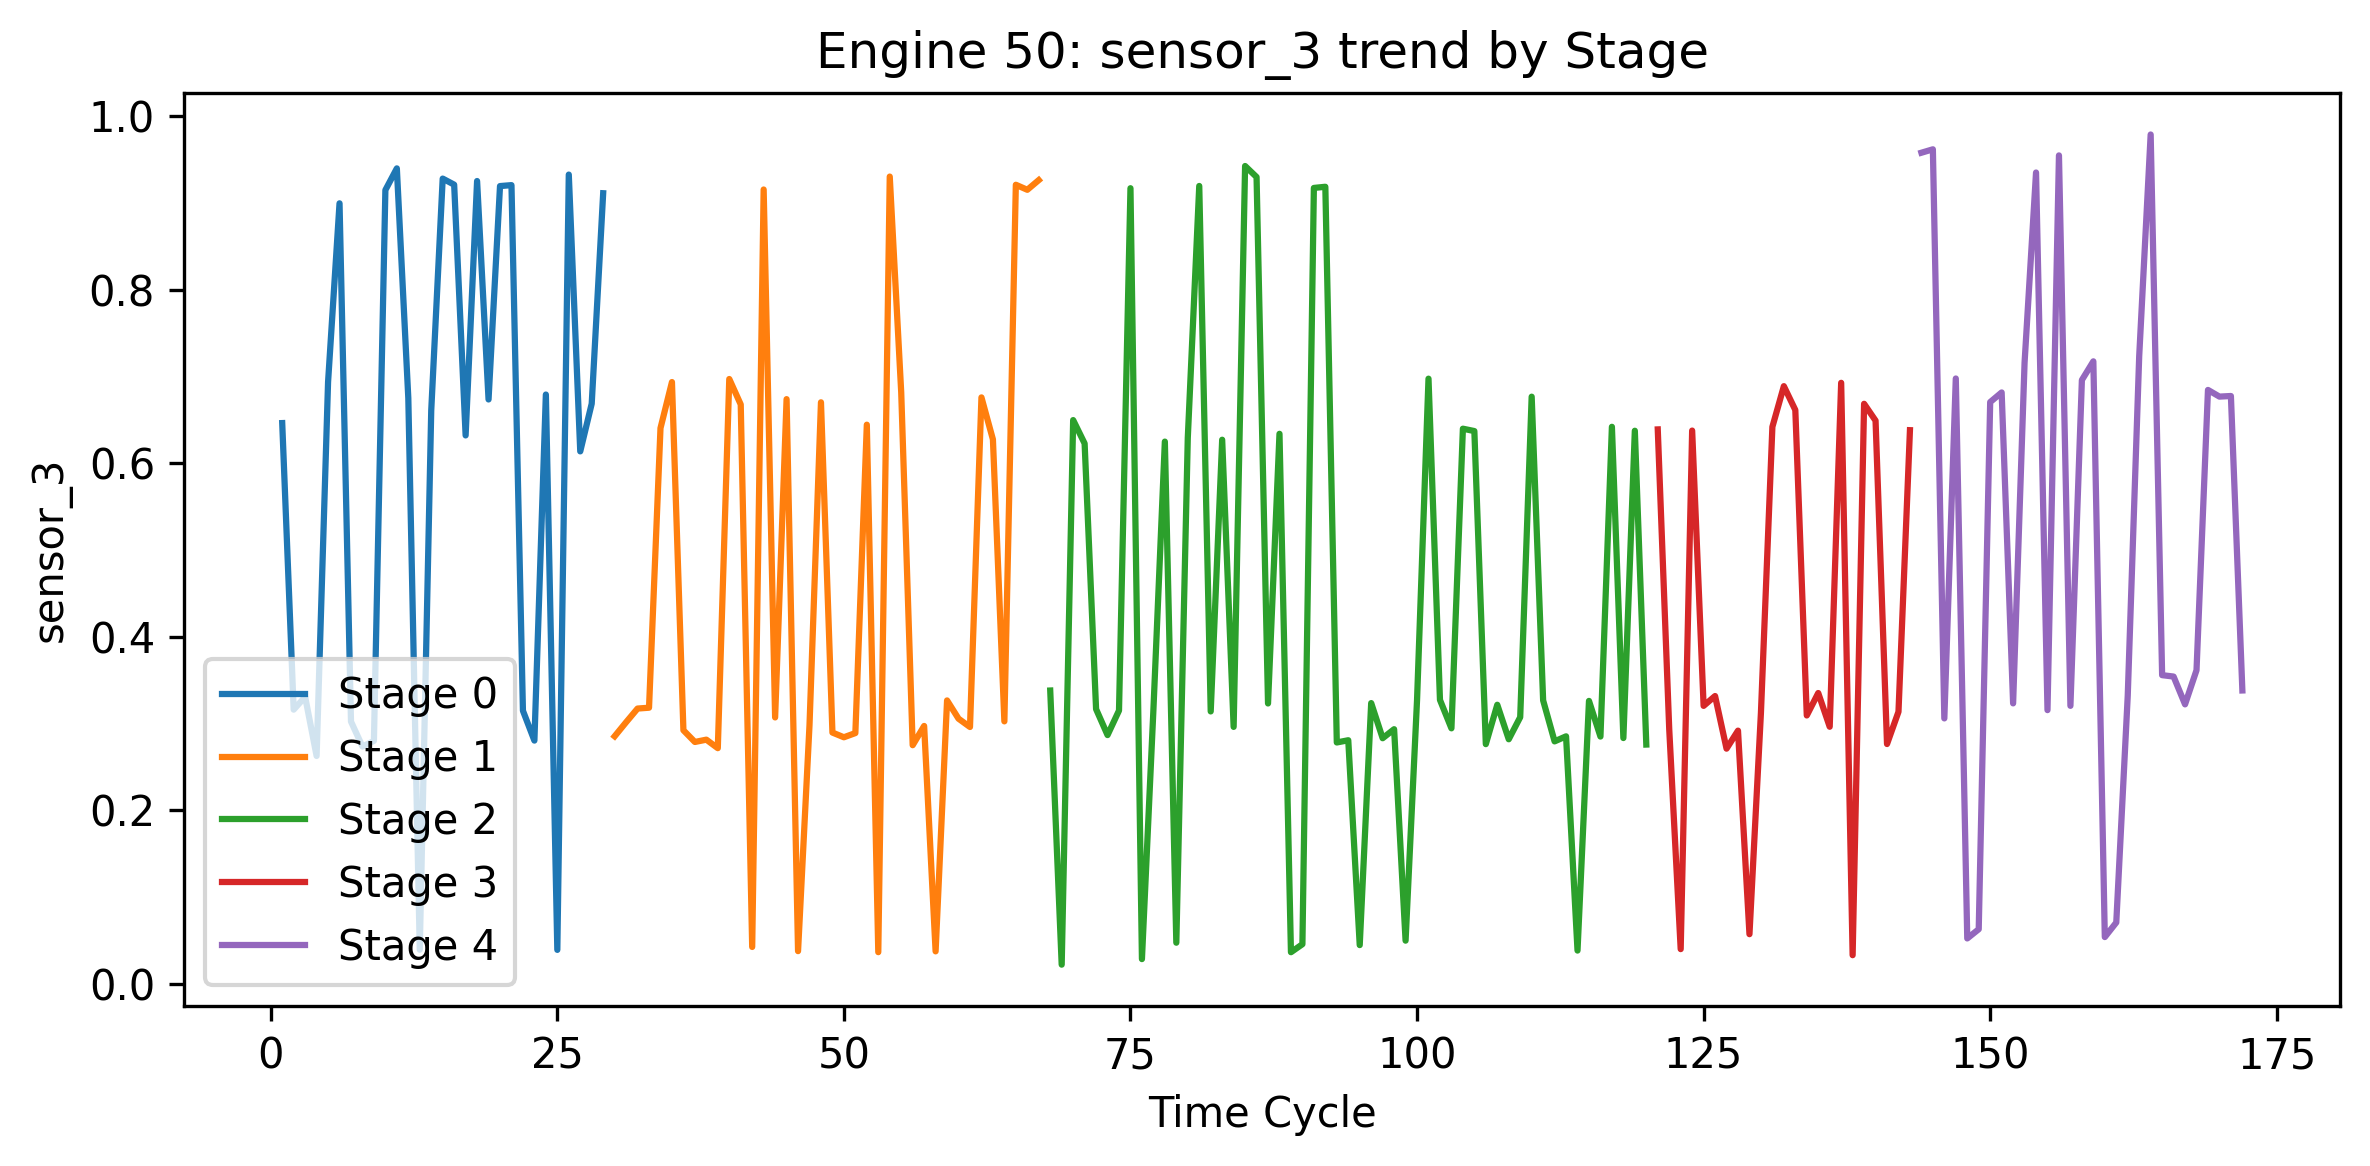 Engine 50: sensor_3 trend by Stage
1.0
0.8
0.6
0.4
0.2
0.0
sensor_3
Stage 0
Stage 1
Stage 2
Stage 3
Stage 4
0 25 50 75 100 125 150 175
Time Cycle